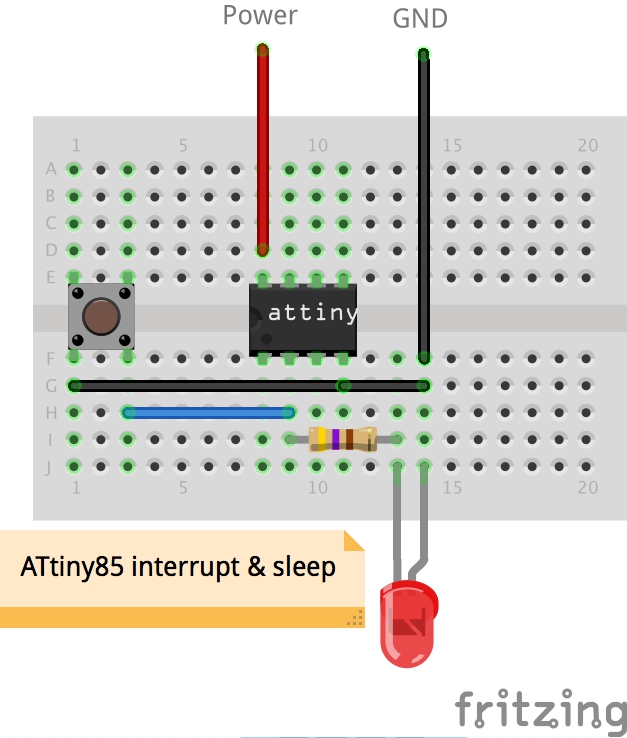 Power GND
1 5 10 15 20
A
B
C
D
E
attiny
F
G
H
I
J
1 5 10 15 20
ATtiny85 interrupt & sleep
fritzing